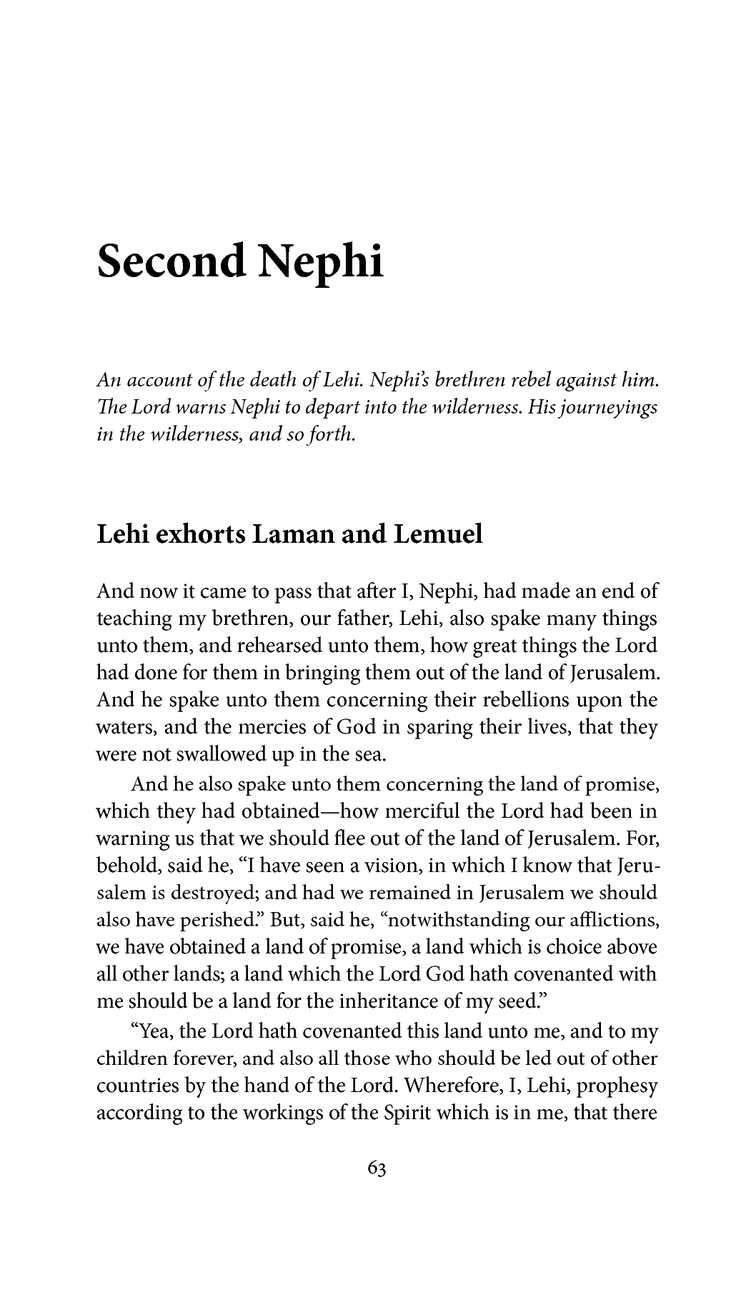 Second Nephi
An account of the death of Lehi. Nephi’s brethren rebel against him.
The Lord warns Nephi to depart into the wilderness. His journeyings
in the wilderness, and so forth.
Lehi exhorts Laman and Lemuel
And now it came to pass that after I, Nephi, had made an end of
teaching my brethren, our father, Lehi, also spake many things
unto them, and rehearsed unto them, how great things the Lord
had done for them in bringing them out of the land of Jerusalem.
And he spake unto them concerning their rebellions upon the
waters, and the mercies of God in sparing their lives, that they
were not swallowed up in the sea.
And he also spake unto them concerning the land of promise,
which they had obtained—how merciful the Lord had been in
warning us that we should flee out of the land of Jerusalem. For,
behold, said he, “I have seen a vision, in which I know that Jeru-
salem is destroyed; and had we remained in Jerusalem we should
also have perished.” But, said he, “notwithstanding our afflictions,
we have obtained a land of promise, a land which is choice above
all other lands; a land which the Lord God hath covenanted with
me should be a land for the inheritance of my seed.”
“Yea, the Lord hath covenanted this land unto me, and to my
children forever, and also all those who should be led out of other
countries by the hand of the Lord. Wherefore, I, Lehi, prophesy
according to the workings of the Spirit which is in me, that there
63